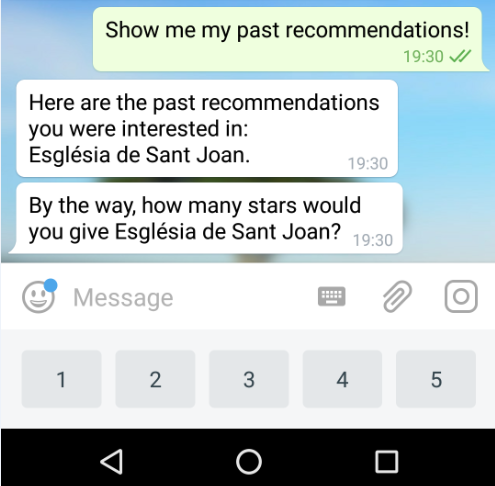 Show me my past recommendations!
19:30
Here are the past recommendations
you were interested in:
Església de Sant Joan.
19:30
By the way, how many stars would
you give Església de Sant Joan?
19:30
Message
1 2 3 4 5